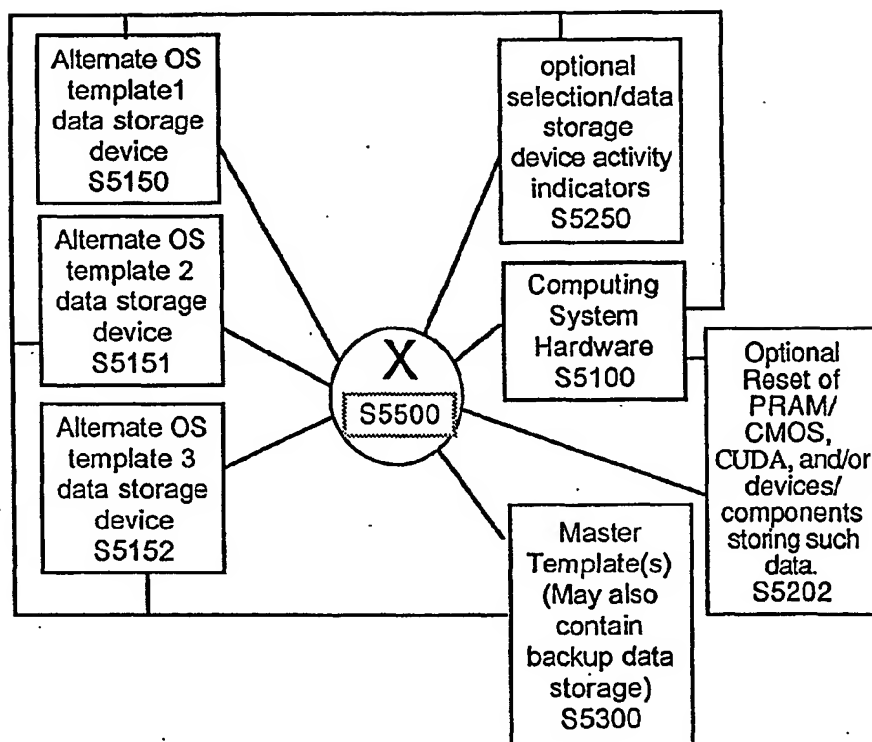 Alternate OS
template1
data storage
device
S5150
optional
selection/data
storage
device activity
indicators
S5250
Alternate OS
template 2
data storage
device
S5151
Computing
System
Hardware
S5100
X
S5500
Optional
Reset of
PRAM/
CMOS,
CUDA, and/or
devices/
components
storing such
data.
S5202
Alternate OS
template 3
data storage
device
S5152
Master
Template(s)
(May also
contain
backup data
storage)
S5300